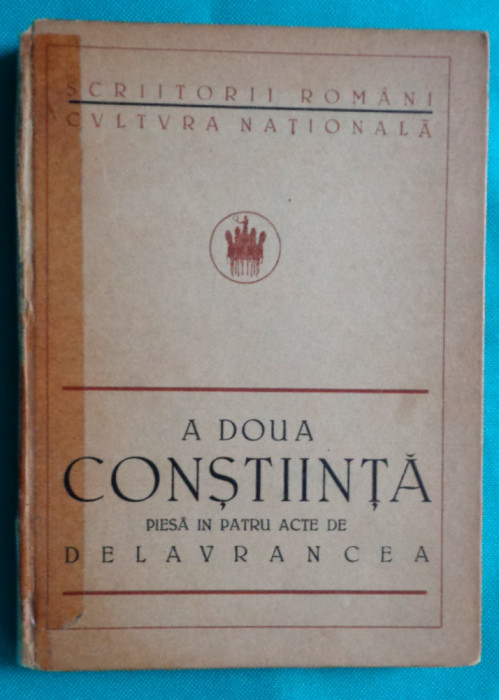 SCRIITORII ROMÂNI
CVLTVRA NAȚIONALĂ
A DOUA
CONȘTIINȚĂ
PIESĂ IN PATRU ACTE DE
DELAVRANCEA